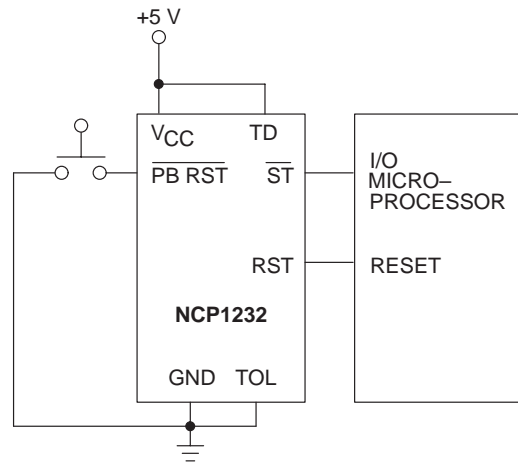 +5 V
VCC TD
PB RST ST
I/O
MICRO–
PROCESSOR
RST RESET
NCP1232
GND TOL